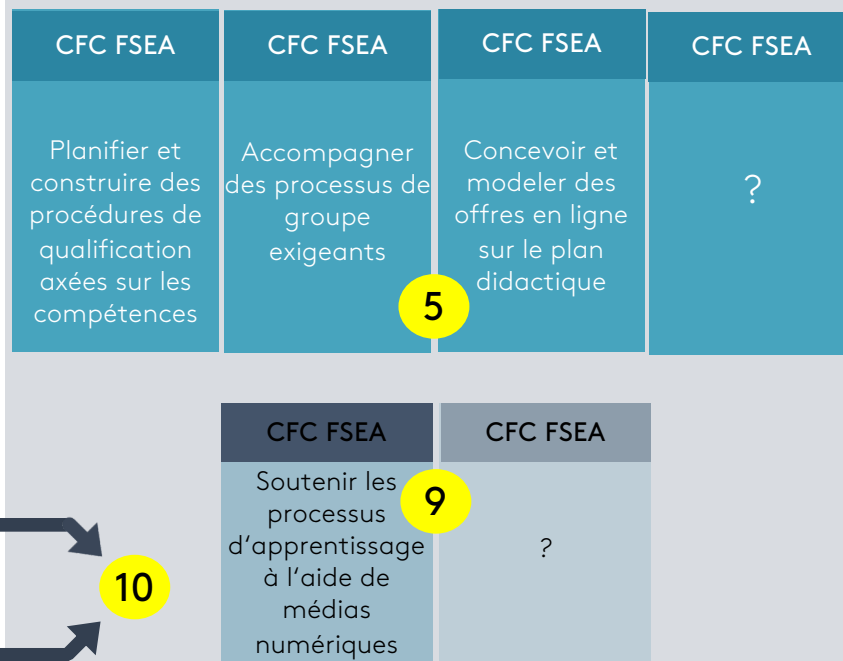 CFC FSEA
Planifier et
construire des
procédures de
qualification
axées sur les
compétences
CFC FSEA
Accompagner
des processus de
groupe
exigeants
CFC FSEA
Concevoir et
modeler des
offres en ligne
sur le plan
didactique
CFC FSEA
?
5
CFC FSEA
Soutenir les
processus
d‘apprentissage
à l‘aide de
médias
numériques
CFC FSEA
?
9
10